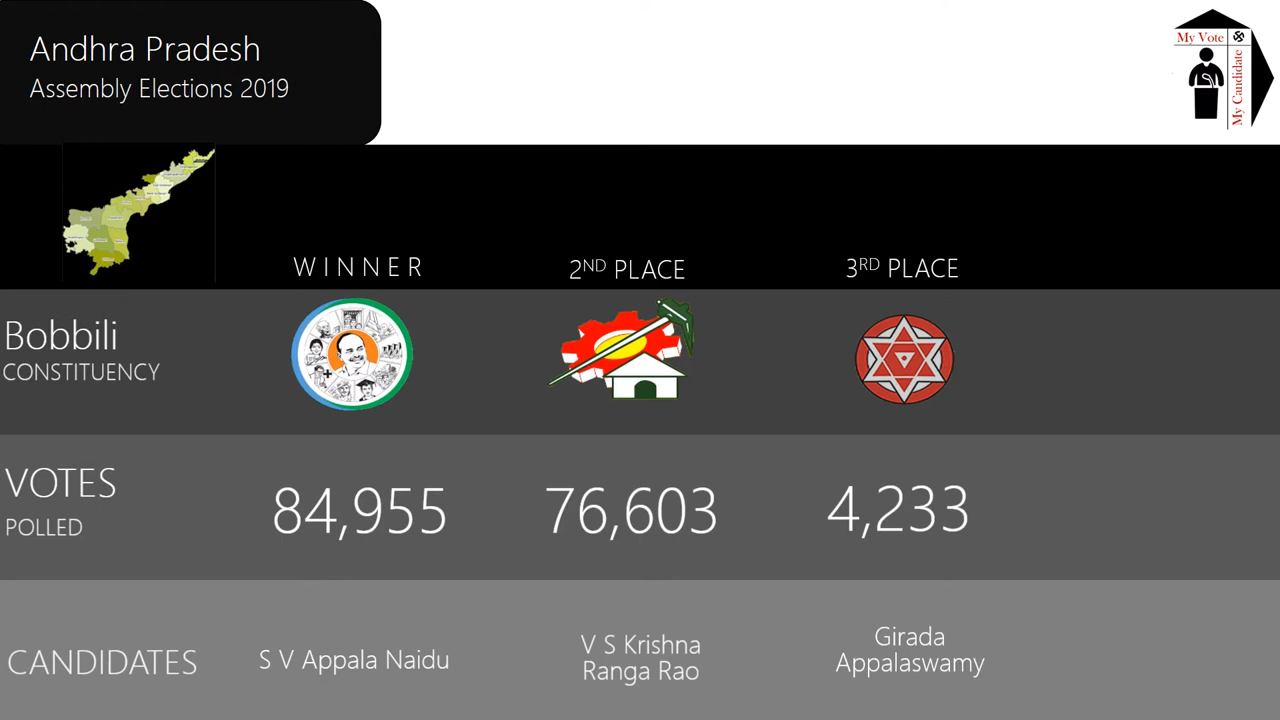 Andhra Pradesh
Assembly Elections 2019
My Vote
My Candidate
WINNER
2ND PLACE
3RD PLACE
Bobbili
CONSTITUENCY
VOTES
POLLED
84,955
76,603
4,233
CANDIDATES
S V Appala Naidu
V S Krishna
Ranga Rao
Girada
Appalaswamy